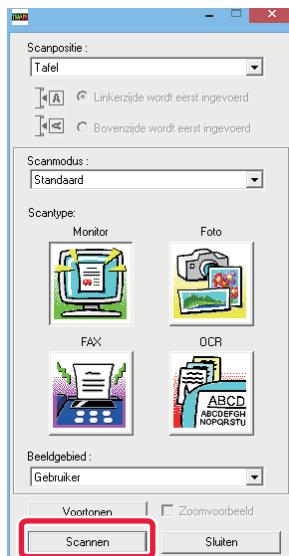 Scanpositie :
Tafel
A Linkerzijde wordt eerst ingevoerd
A Bovenzijde wordt eerst ingevoerd
Scanmodus :
Standaard
Scantype:
Monitor Foto
FAX OCR
ABCD
ABCDEFGH
NOPQRSTU
Beeldgebied :
Gebruiker
Voortonen Zoomvoorbeeld
Scannen Sluiten